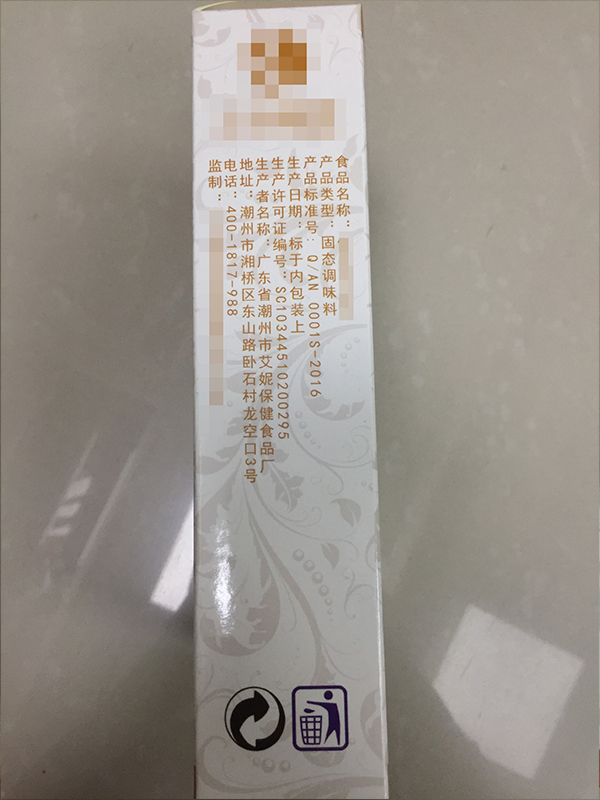 食品名称：
产品类型：固态调味料
产品标准号：Q/AN 0001S-2016
生产日期：标于内包装上
生产许可证编号：SC10344510200295
生产者名称：广东省潮州市艾妮保健食品厂
地址：潮州市湘桥区东山路卧石村龙空口3号
电话：400-1817-988
监制：